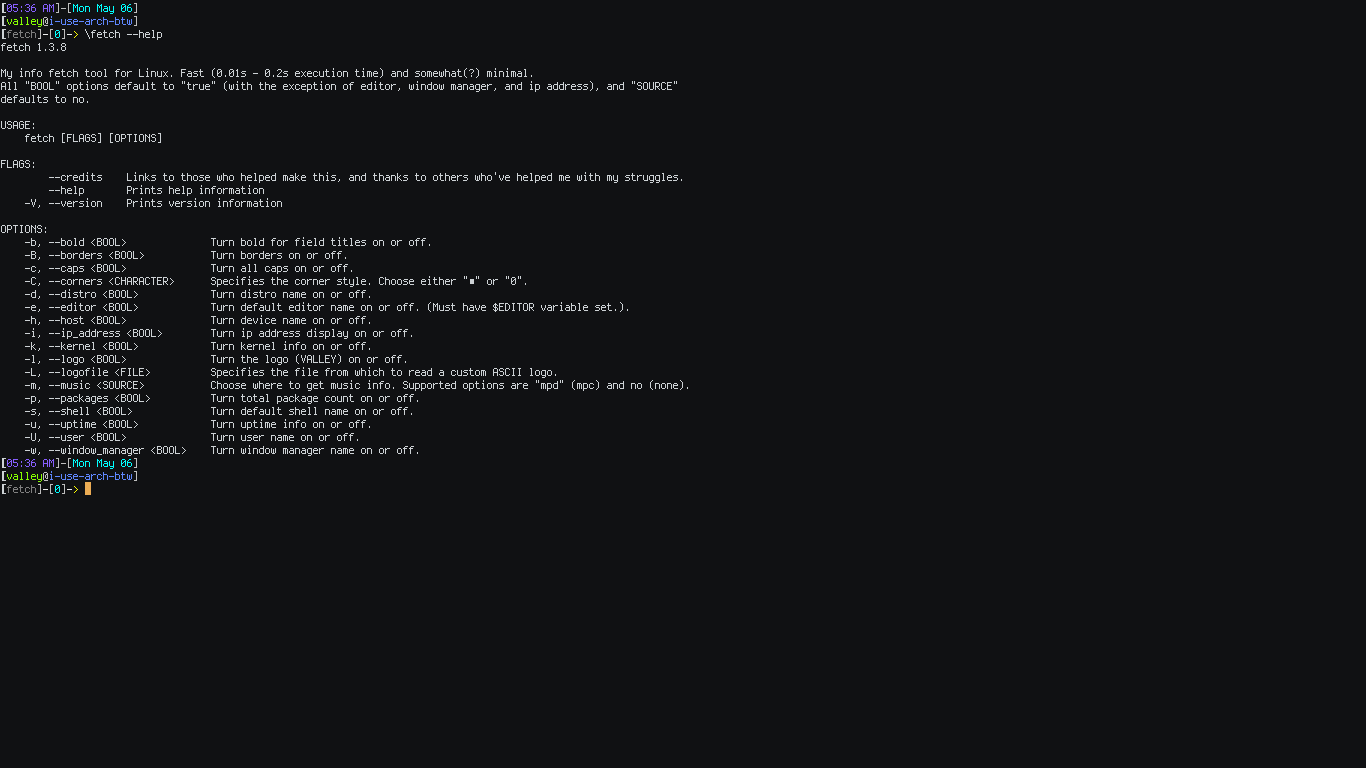 [05:36 AM]-[Mon May 06]
[valley@i-use-arch-btw]
[fetch]-[0]-> \fetch --help
fetch 1.3.8

My info fetch tool for Linux. Fast (0.01s - 0.2s execution time) and somewhat(?) minimal.
All "BOOL" options default to "true" (with the exception of editor, window manager, and ip address), and "SOURCE"
defaults to no.

USAGE:
    fetch [FLAGS] [OPTIONS]

FLAGS:
        --credits    Links to those who helped make this, and thanks to others who've helped me with my struggles.
        --help       Prints help information
    -V, --version    Prints version information

OPTIONS:
    -b, --bold <BOOL>              Turn bold for field titles on or off.
    -B, --borders <BOOL>           Turn borders on or off.
    -c, --caps <BOOL>              Turn all caps on or off.
    -C, --corners <CHARACTER>      Specifies the corner style. Choose either "■" or "0".
    -d, --distro <BOOL>            Turn distro name on or off.
    -e, --editor <BOOL>            Turn default editor name on or off. (Must have $EDITOR variable set.).
    -h, --host <BOOL>              Turn device name on or off.
    -i, --ip_address <BOOL>        Turn ip address display on or off.
    -k, --kernel <BOOL>            Turn kernel info on or off.
    -l, --logo <BOOL>              Turn the logo (VALLEY) on or off.
    -L, --logofile <FILE>          Specifies the file from which to read a custom ASCII logo.
    -m, --music <SOURCE>           Choose where to get music info. Supported options are "mpd" (mpc) and no (none).
    -p, --packages <BOOL>          Turn total package count on or off.
    -s, --shell <BOOL>             Turn default shell name on or off.
    -u, --uptime <BOOL>            Turn uptime info on or off.
    -U, --user <BOOL>              Turn user name on or off.
    -w, --window_manager <BOOL>    Turn window manager name on or off.
[05:36 AM]-[Mon May 06]
[valley@i-use-arch-btw]
[fetch]-[0]->